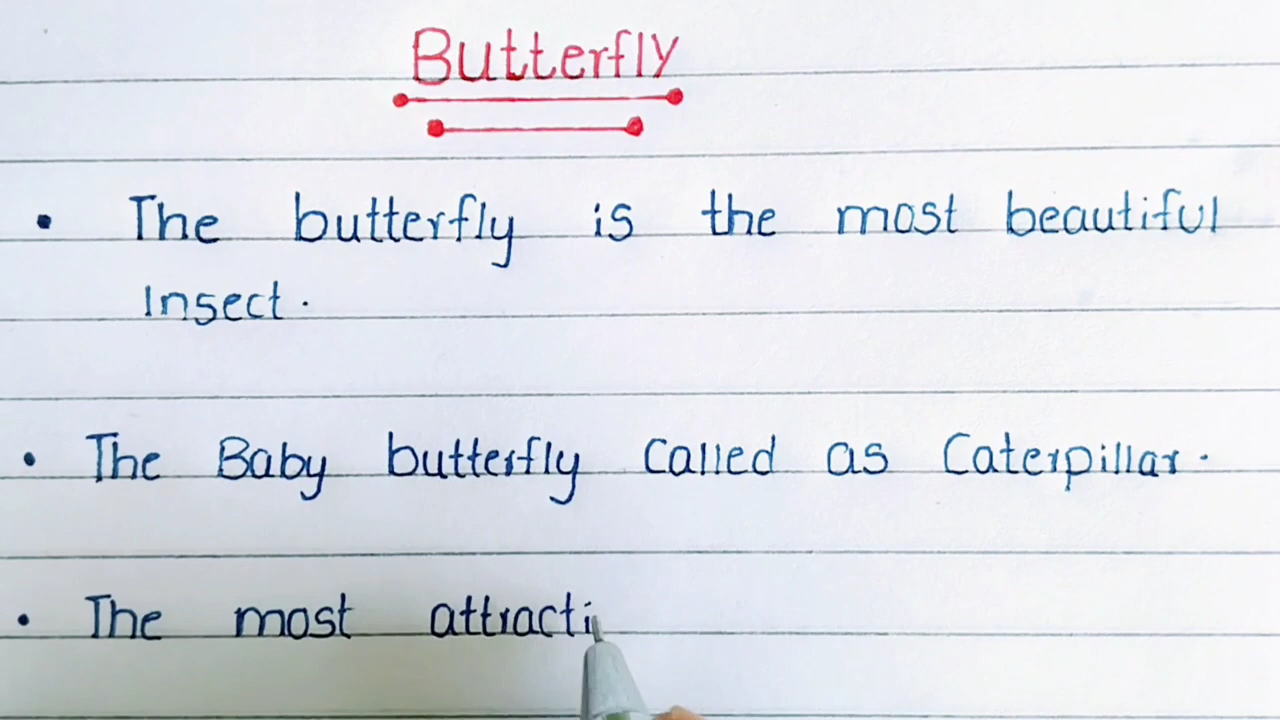 Butterfly
• The butterfly is the most beautiful
Insect.
• The Baby butterfly Called as Caterpillar.
• The most attracti